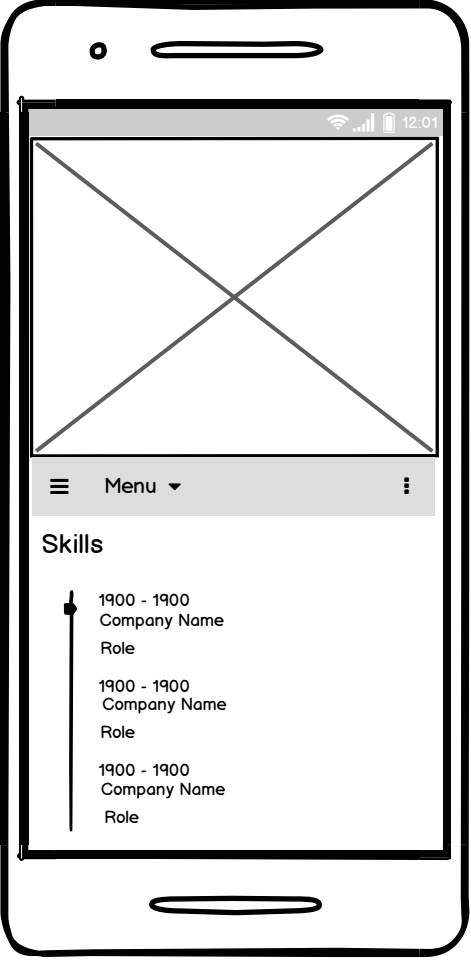 12:01
Menu
Skills
1900 - 1900
Company Name
Role
1900 - 1900
Company Name
Role
1900 - 1900
Company Name
Role